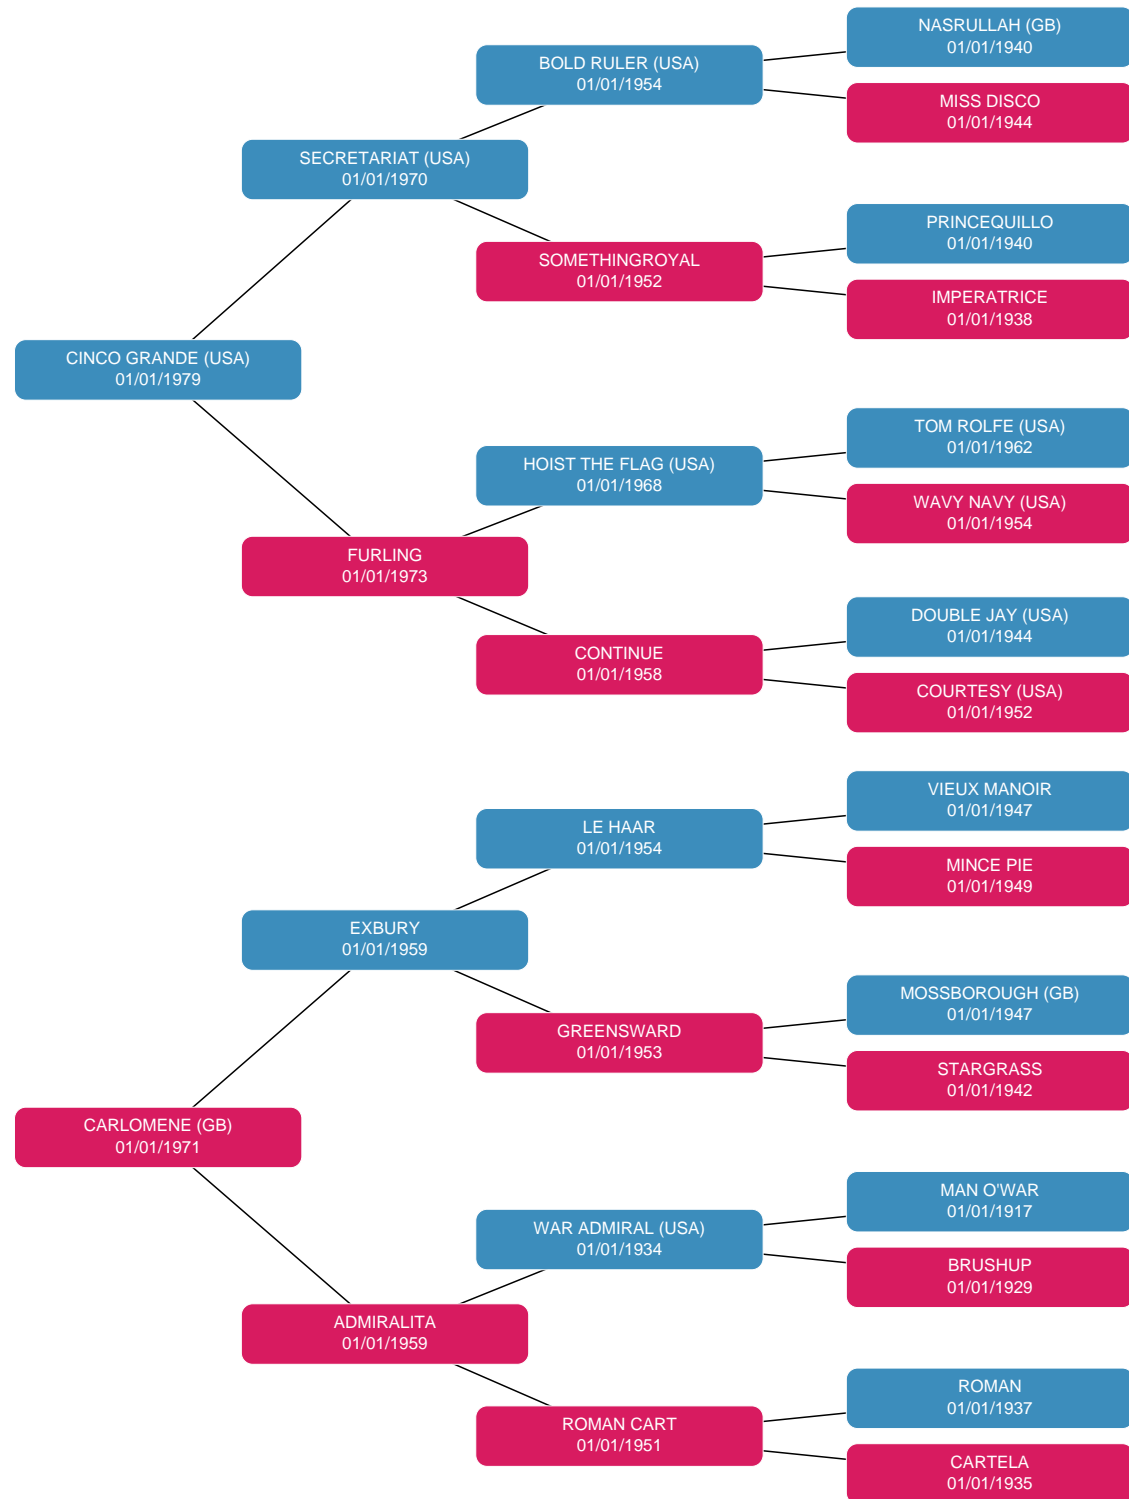 NASRULLAH (GB)
01/01/1940
BOLD RULER (USA)
01/01/1954
MISS DISCO
01/01/1944
SECRETARIAT (USA)
01/01/1970
PRINCEQUILLO
01/01/1940
SOMETHINGROYAL
01/01/1952
IMPERATRICE
01/01/1938
CINCO GRANDE (USA)
01/01/1979
TOM ROLFE (USA)
01/01/1962
HOIST THE FLAG (USA)
01/01/1968
WAVY NAVY (USA)
01/01/1954
FURLING
01/01/1973
DOUBLE JAY (USA)
01/01/1944
CONTINUE
01/01/1958
COURTESY (USA)
01/01/1952
VIEUX MANOIR
01/01/1947
LE HAAR
01/01/1954
MINCE PIE
01/01/1949
EXBURY
01/01/1959
MOSSBOROUGH (GB)
01/01/1947
GREENSWARD
01/01/1953
STARGRASS
01/01/1942
CARLOMENE (GB)
01/01/1971
MAN O'WAR
01/01/1917
WAR ADMIRAL (USA)
01/01/1934
BRUSHUP
01/01/1929
ADMIRALITA
01/01/1959
ROMAN
01/01/1937
ROMAN CART
01/01/1951
CARTELA
01/01/1935